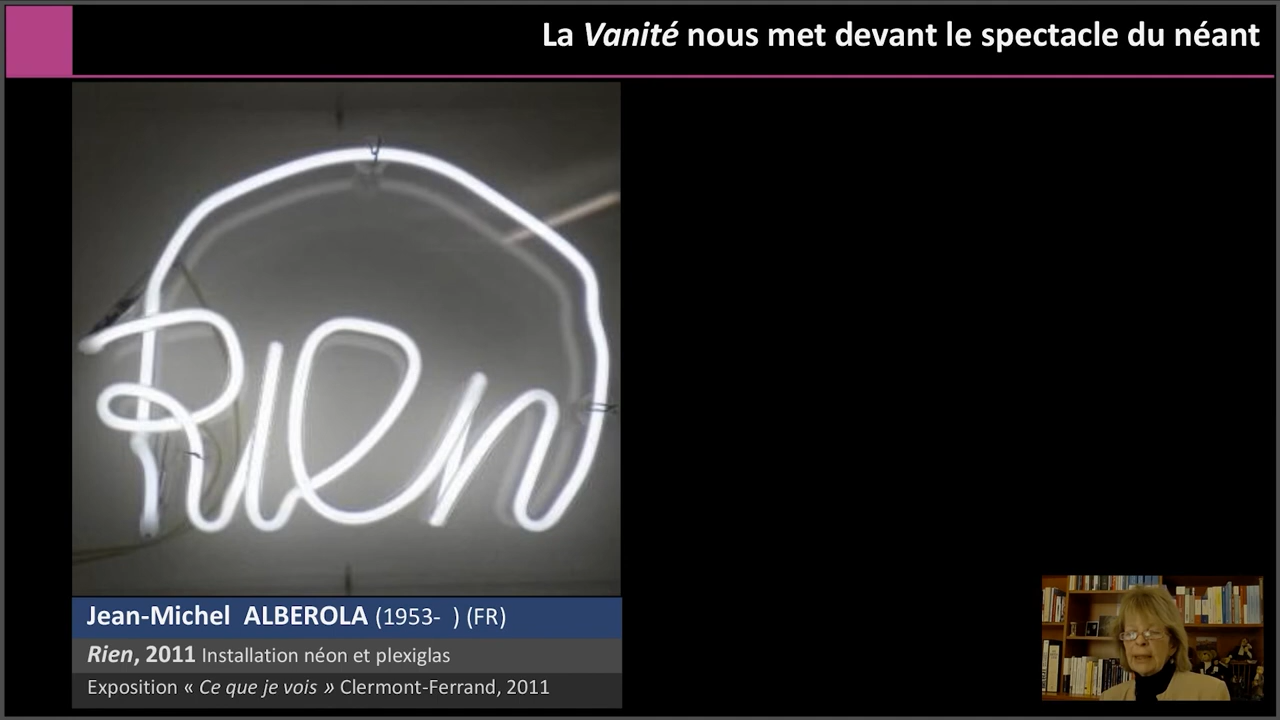 La Vanité nous met devant le spectacle du néant
Rien
Jean-Michel ALBEROLA (1953- ) (FR)
Rien, 2011 Installation néon et plexiglas
Exposition « Ce que je vois » Clermont-Ferrand, 2011